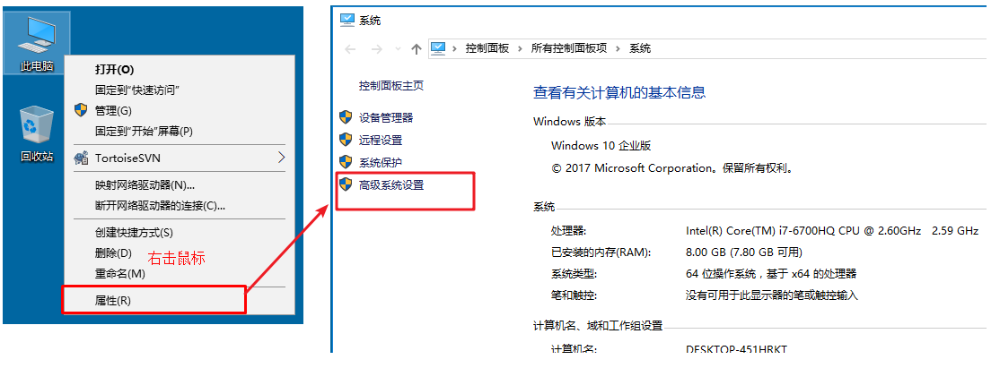 此电脑
回收站
打开(O)
固定到"快速访问"
管理(G)
固定到"开始"屏幕(P)
TortoiseSVN
映射网络驱动器(N)...
断开网络驱动器的连接(C)...
创建快捷方式(S)
删除(D)
右击鼠标
重命名(M)
属性(R)
系统
控制面板 › 所有控制面板项 › 系统
控制面板主页
设备管理器
远程设置
系统保护
高级系统设置
查看有关计算机的基本信息
Windows 版本
Windows 10 企业版
© 2017 Microsoft Corporation。保留所有权利。
系统
处理器: Intel(R) Core(TM) i7-6700HQ CPU @ 2.60GHz 2.59 GHz
已安装的内存(RAM): 8.00 GB (7.80 GB 可用)
系统类型: 64 位操作系统，基于 x64 的处理器
笔和触控: 没有可用于此显示器的笔或触控输入
计算机名、域和工作组设置
计算机名: DESKTOP-451HRKT